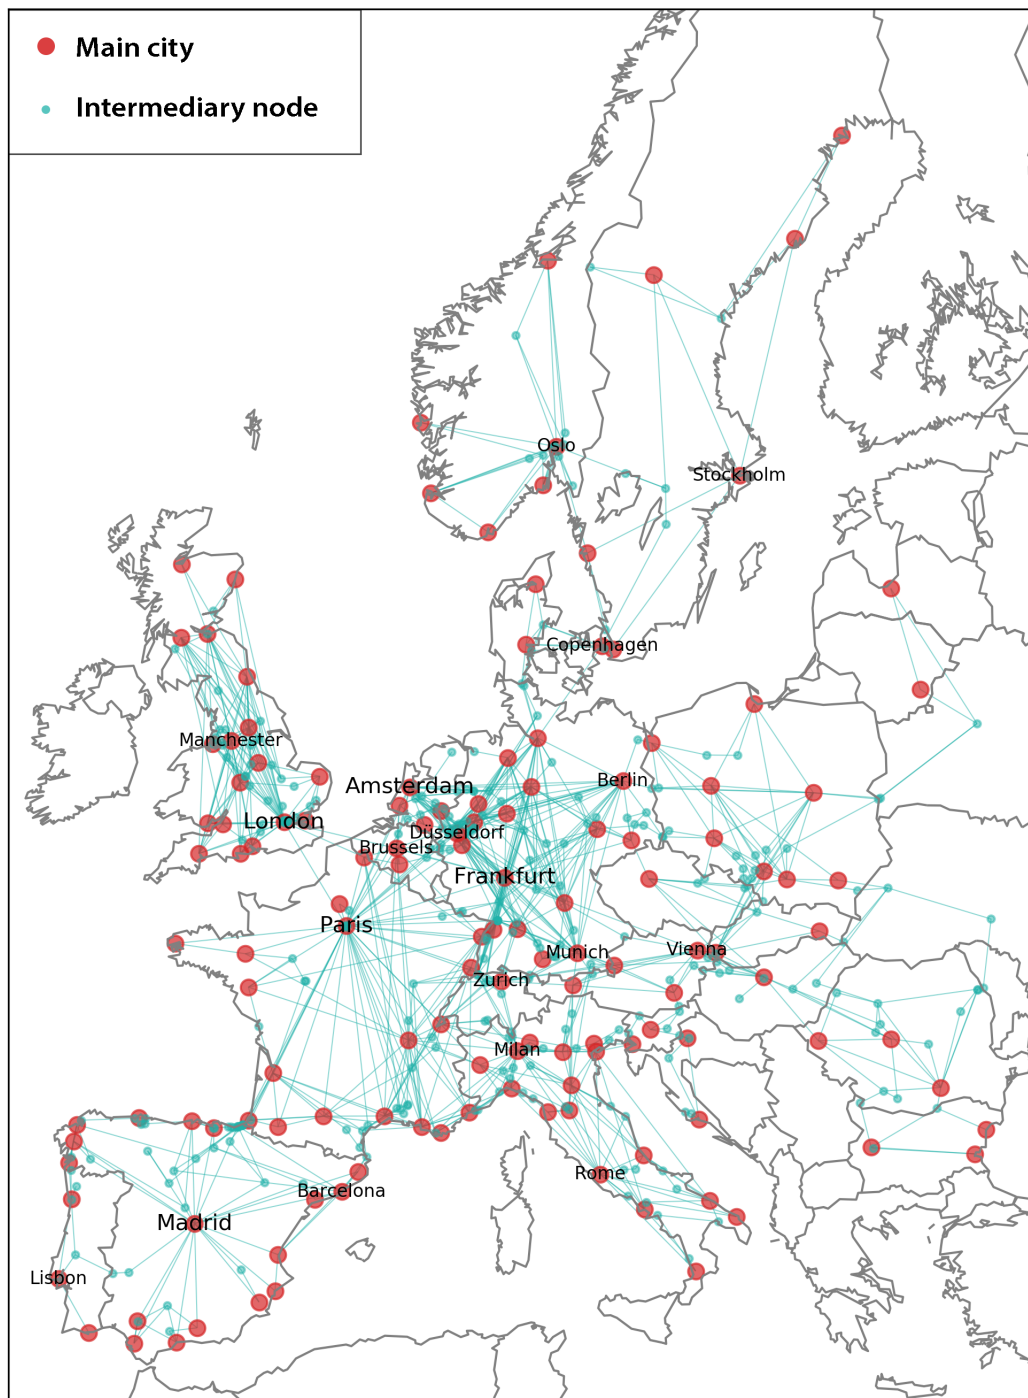 Main city
Intermediary node
Oslo
Stockholm
Copenhagen
Manchester
Amsterdam
Berlin
London
Düsseldorf
Brussels
Frankfurt
Paris
Munich
Vienna
Zurich
Milan
Rome
Barcelona
Madrid
Lisbon